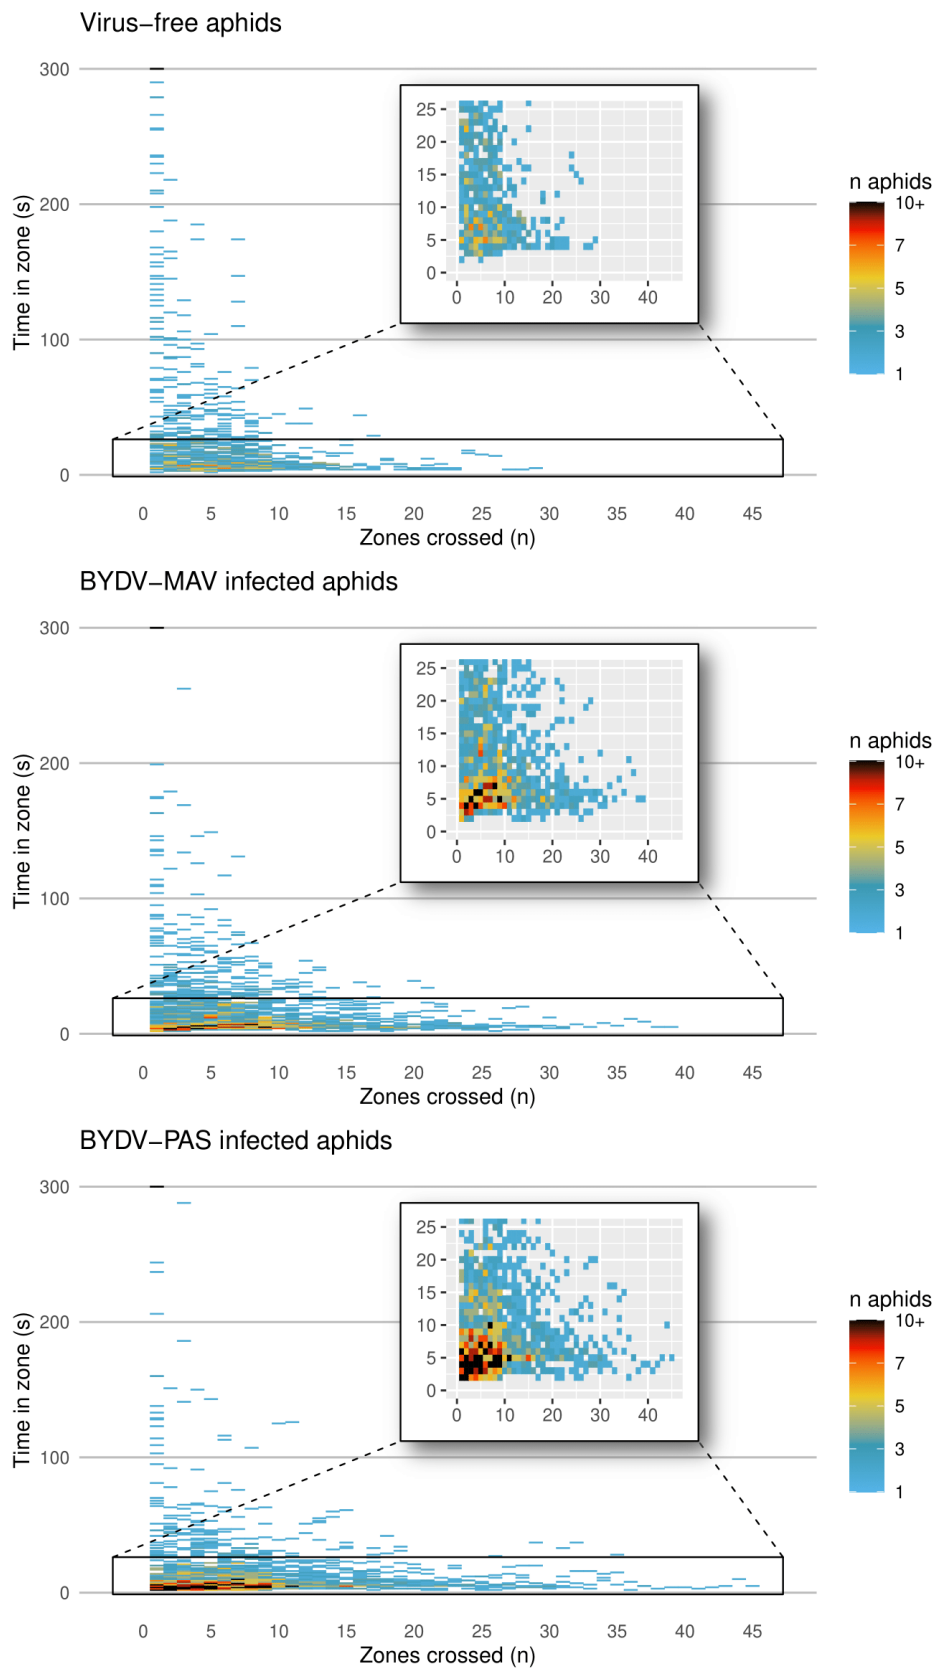 Virus−free aphids
300
200
100
0
Time in zone (s)
25
20
15
10
5
0
0 10 20 30 40
n aphids
10+
7
5
3
1
0 5 10 15 20 25 30 35 40 45
Zones crossed (n)
BYDV−MAV infected aphids
300
200
100
0
Time in zone (s)
25
20
15
10
5
0
0 10 20 30 40
n aphids
10+
7
5
3
1
0 5 10 15 20 25 30 35 40 45
Zones crossed (n)
BYDV−PAS infected aphids
300
200
100
0
Time in zone (s)
25
20
15
10
5
0
0 10 20 30 40
n aphids
10+
7
5
3
1
0 5 10 15 20 25 30 35 40 45
Zones crossed (n)